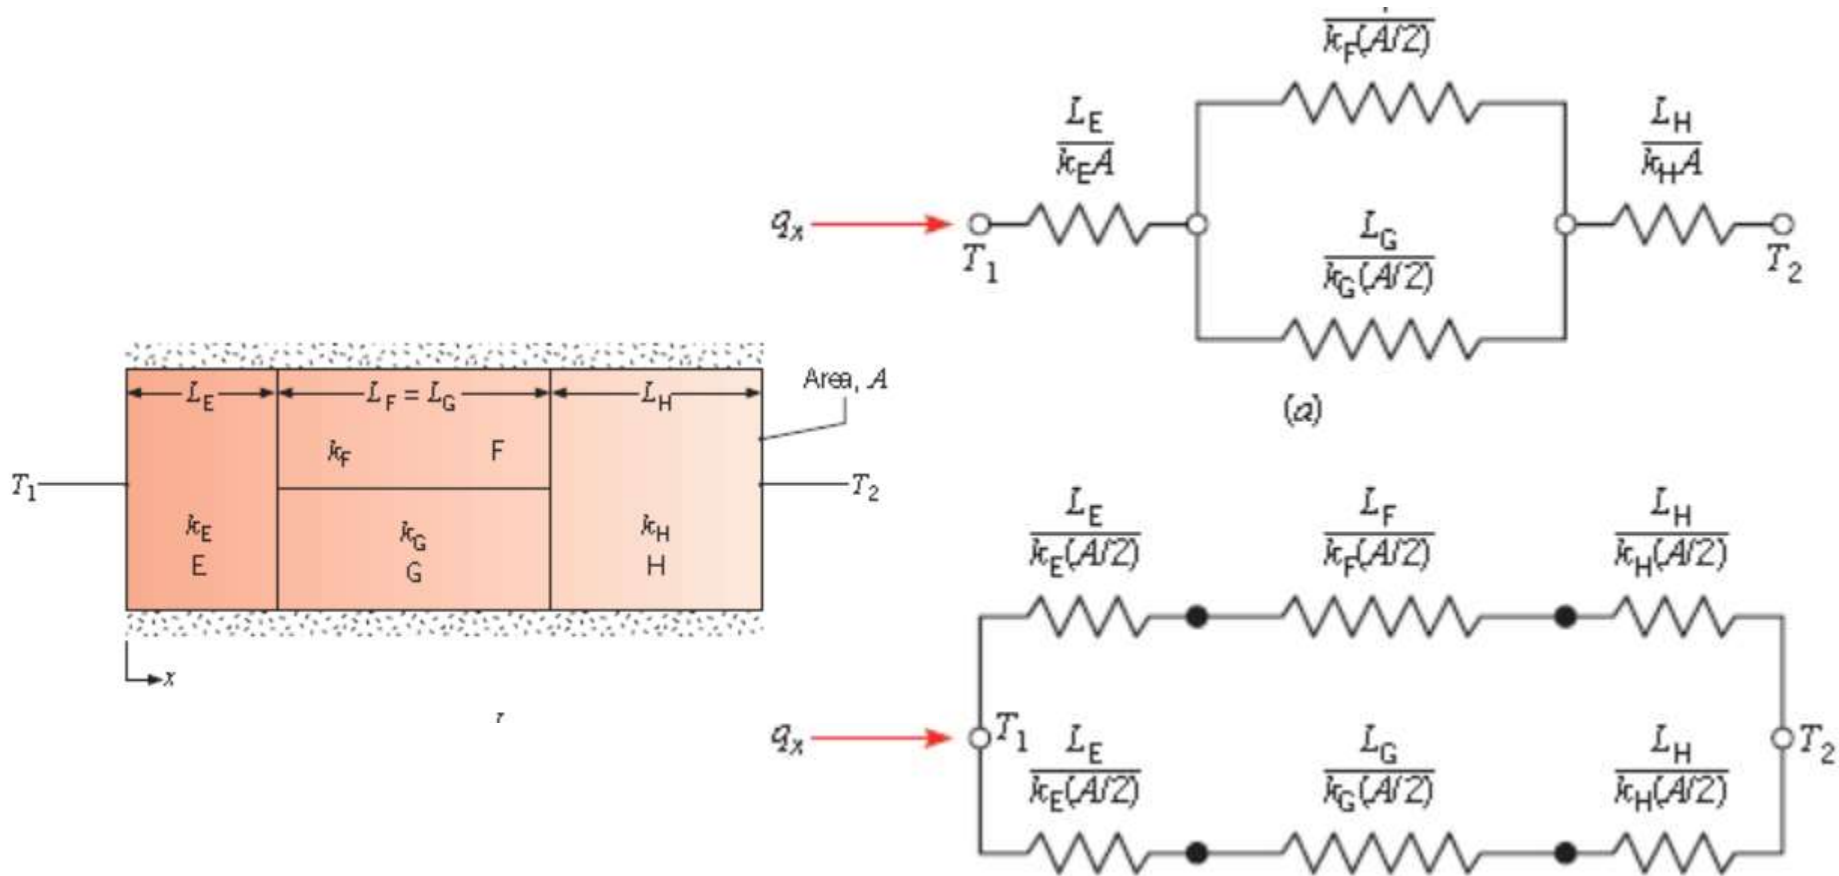 L_E
L_F = L_G
L_H
Area, A
k_F F
T_1
T_2
k_E
E
k_G
G
k_H
H
x
k_F(A/2)
L_E
k_E A
L_H
k_H A
q_x
T_1
L_G
k_G(A/2)
T_2
(a)
L_E
k_E(A/2)
L_F
k_F(A/2)
L_H
k_H(A/2)
q_x
T_1
T_2
L_E
k_E(A/2)
L_G
k_G(A/2)
L_H
k_H(A/2)